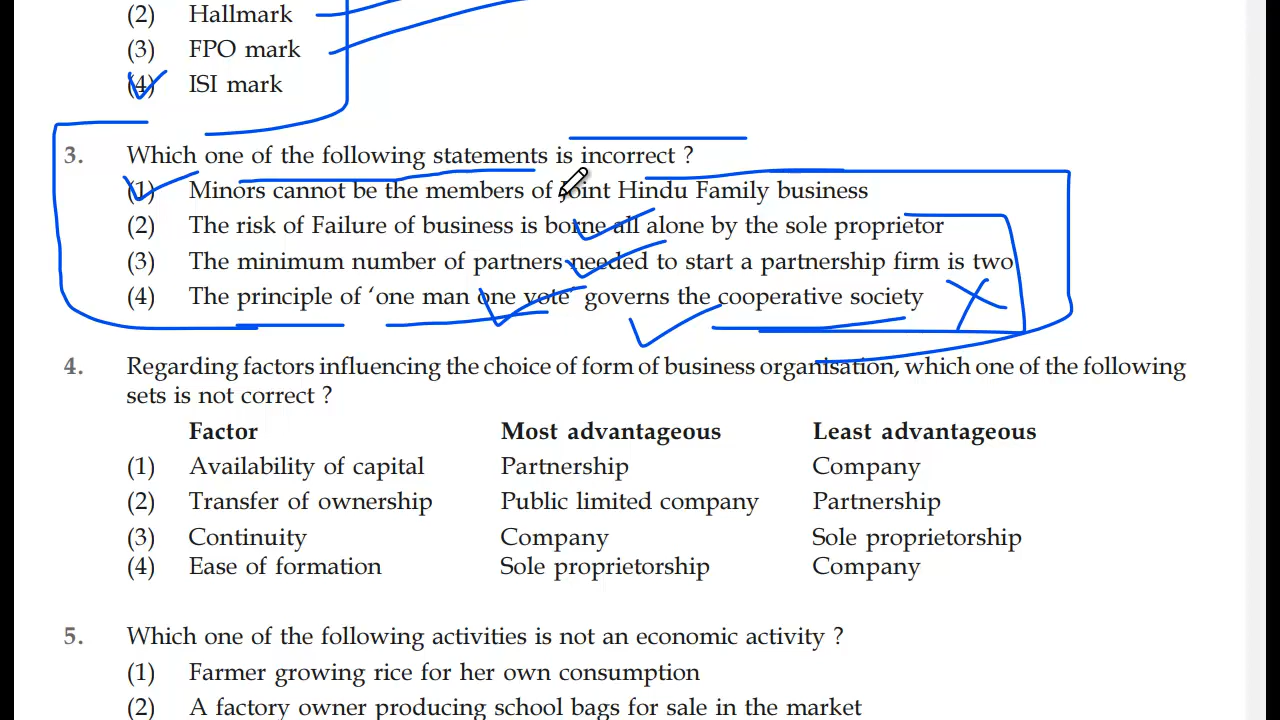 (2) Hallmark
(3) FPO mark
(4) ISI mark
3. Which one of the following statements is incorrect ?
(1) Minors cannot be the members of Joint Hindu Family business
(2) The risk of Failure of business is borne all alone by the sole proprietor
(3) The minimum number of partners needed to start a partnership firm is two
(4) The principle of ‘one man one vote’ governs the cooperative society
4. Regarding factors influencing the choice of form of business organisation, which one of the following
sets is not correct ?
Factor Most advantageous Least advantageous
(1) Availability of capital Partnership Company
(2) Transfer of ownership Public limited company Partnership
(3) Continuity Company Sole proprietorship
(4) Ease of formation Sole proprietorship Company
5. Which one of the following activities is not an economic activity ?
(1) Farmer growing rice for her own consumption
(2) A factory owner producing school bags for sale in the market